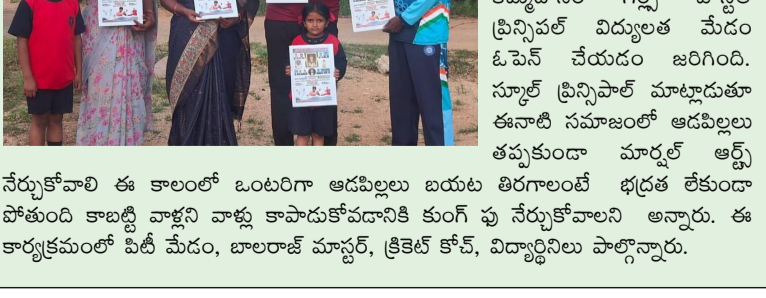 ప్రిన్సిపల్ విద్యులత మేడం
ఓపెన్ చేయడం జరిగింది.
స్కూల్ ప్రిన్సిపాల్ మాట్లాడుతూ
ఈనాటి సమాజంలో ఆడపిల్లలు
తప్పకుండా మార్షల్ ఆర్ట్స్
నేర్చుకోవాలి ఈ కాలంలో ఒంటరిగా ఆడపిల్లలు బయట తిరగాలంటే భద్రత లేకుండా
పోతుంది కాబట్టి వాళ్లని వాళ్లు కాపాడుకోవడానికి కుంగ్ ఫు నేర్చుకోవాలని అన్నారు. ఈ
కార్యక్రమంలో పిటీ మేడం, బాలరాజ్ మాస్టర్, క్రికెట్ కోచ్, విద్యార్థినిలు పాల్గొన్నారు.